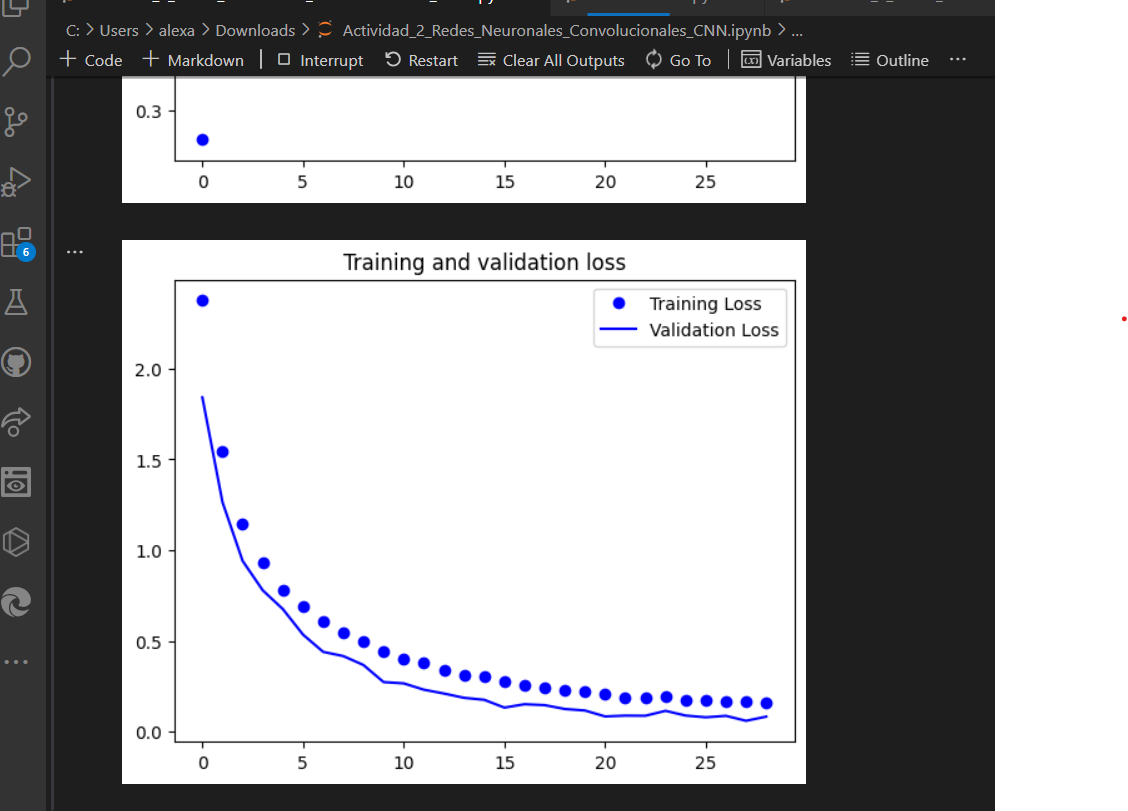 C: > Users > alexa > Downloads > Actividad_2_Redes_Neuronales_Convolucionales_CNN.ipynb > ...
+ Code + Markdown | Interrupt Restart Clear All Outputs Go To | Variables Outline ...
0.3
0 5 10 15 20 25
6
...
Training and validation loss
Training Loss
Validation Loss
2.0
1.5
1.0
0.5
0.0
0 5 10 15 20 25
...